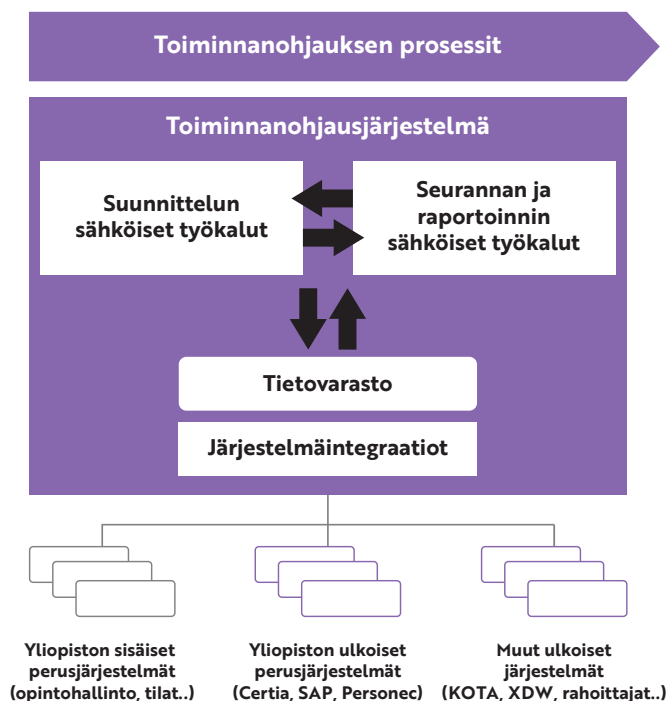 Toiminnanohjauksen prosessit
Toiminnanohjausjärjestelmä
Suunnittelun
sähköiset työkalut
Seurannan ja
raportoinnin
sähköiset työkalut
Tietovarasto
Järjestelmäintegraatiot
Yliopiston sisäiset
perusjärjestelmät
(opintohallinto, tilat..)
Yliopiston ulkoiset
perusjärjestelmät
(Certia, SAP, Personec)
Muut ulkoiset
järjestelmät
(KOTA, XDW, rahoittajat..)